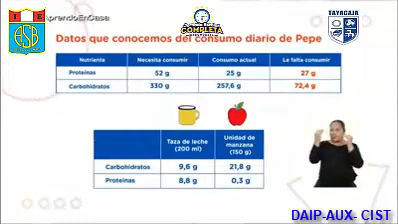 #AprendoEnCasa
I E
ASB
COMPLETA
TAYACAJA
Datos que conocemos del consumo diario de Pepe
Nutriente Necesita consumir Consumo actual Le falta consumir
Proteínas 52 g 25 g 27 g
Carbohidratos 330 g 257,6 g 72,4 g
Taza de leche (200 ml) Unidad de manzana (150 g)
Carbohidratos 9,6 g 21,8 g
Proteínas 8,8 g 0,3 g
DAIP-AUX- CIST